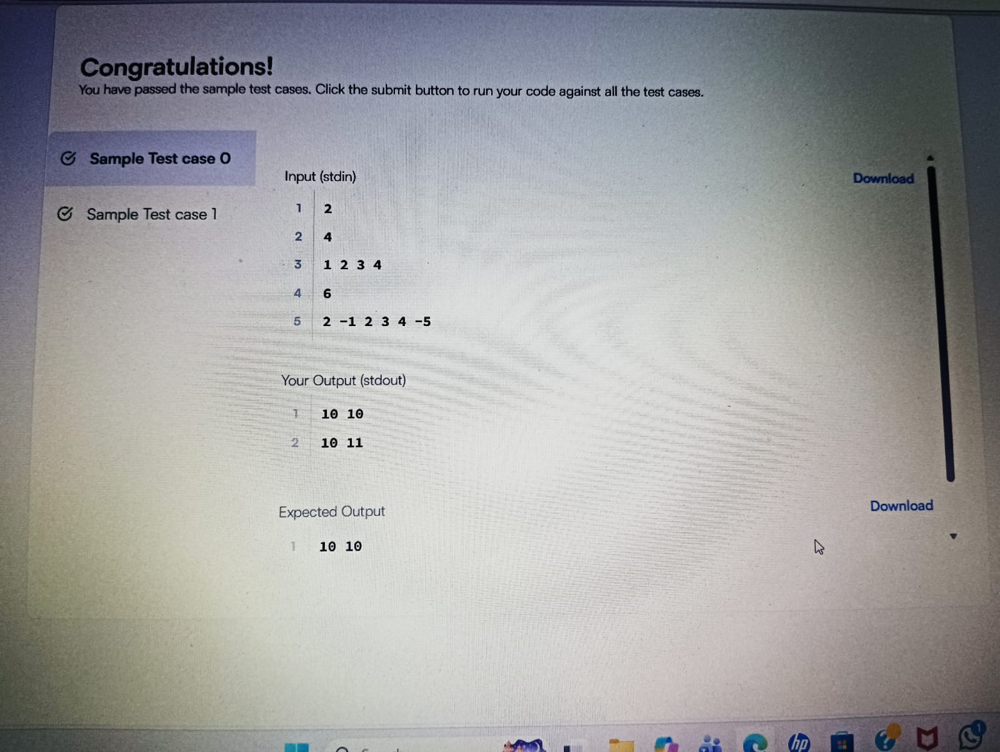 Congratulations!
You have passed the sample test cases. Click the submit button to run your code against all the test cases.
Sample Test case 0
Sample Test case 1
Input (stdin)
Download
1 2
2 4
3 1 2 3 4
4 6
5 2 -1 2 3 4 -5
Your Output (stdout)
1 10 10
2 10 11
Expected Output
Download
1 10 10
hp
1